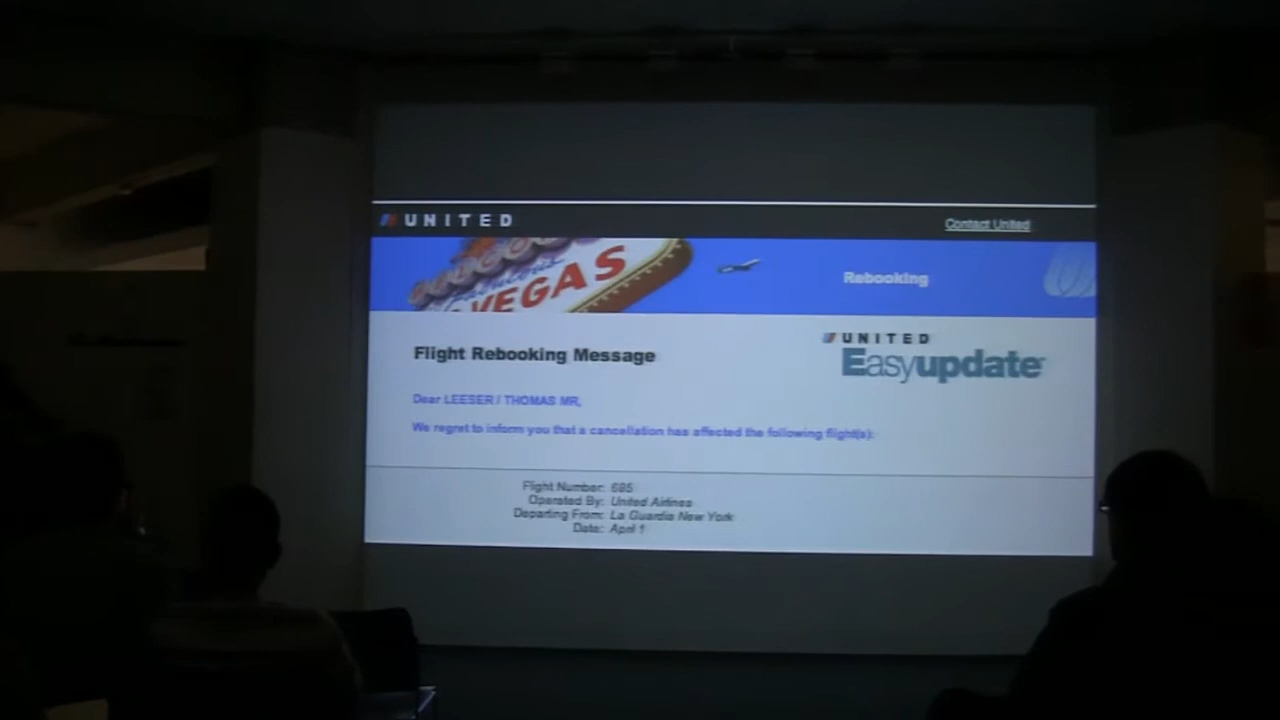 UNITED
Contact United
Fabulous
VEGAS
Rebooking
UNITED
Easyupdate
Flight Rebooking Message
Dear LEESER / THOMAS MR,
We regret to inform you that a cancellation has affected the following flight(s):
Flight Number: 685
Operated By: United Airlines
Departing From: La Guardia New York
Date: April 1